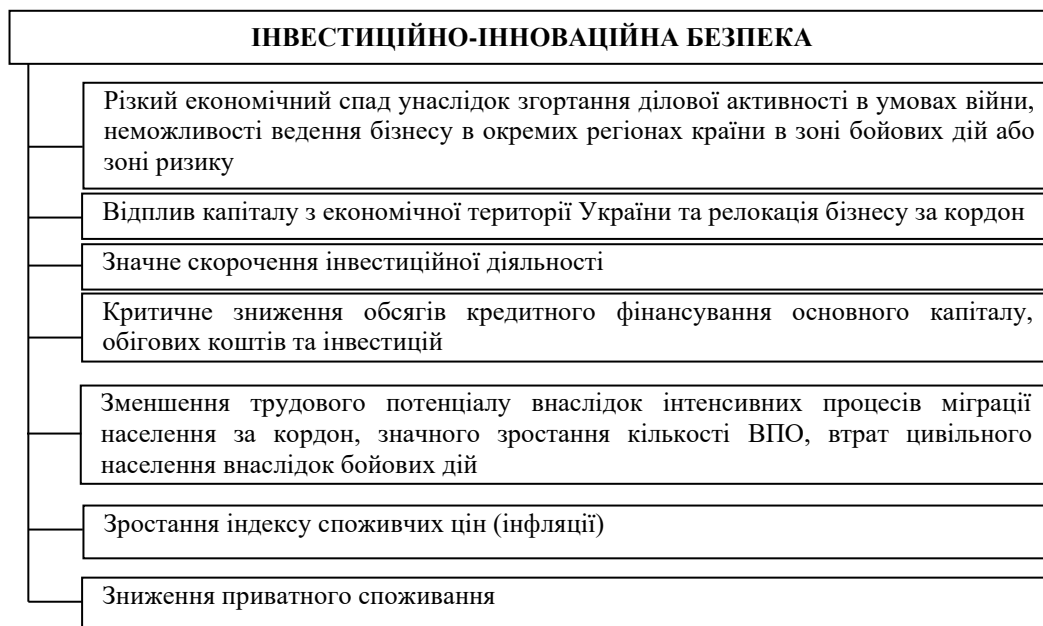 ІНВЕСТИЦІЙНО-ІННОВАЦІЙНА БЕЗПЕКА
Різкий економічний спад унаслідок згортання ділової активності в умовах війни,
неможливості ведення бізнесу в окремих регіонах країни в зоні бойових дій або
зоні ризику
Відплив капіталу з економічної території України та релокація бізнесу за кордон
Значне скорочення інвестиційної діяльності
Критичне зниження обсягів кредитного фінансування основного капіталу,
обігових коштів та інвестицій
Зменшення трудового потенціалу внаслідок інтенсивних процесів міграції
населення за кордон, значного зростання кількості ВПО, втрат цивільного
населення внаслідок бойових дій
Зростання індексу споживчих цін (інфляції)
Зниження приватного споживання